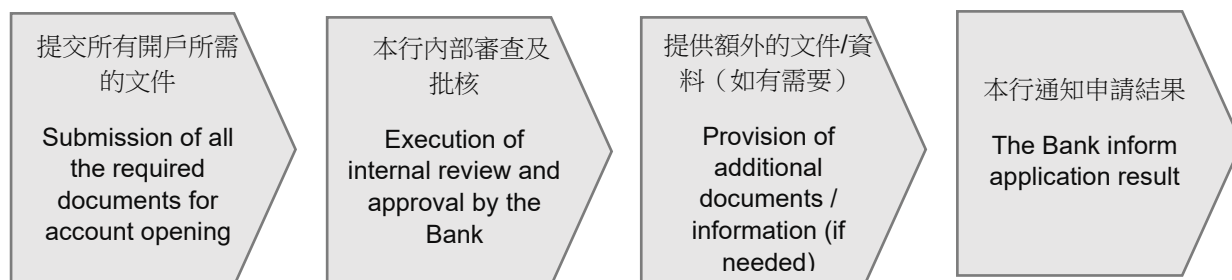 提交所有開戶所需
的文件
Submission of all
the required
documents for
account opening
本行內部審查及
批核
Execution of
internal review and
approval by the
Bank
提供額外的文件/資
料（如有需要）
Provision of
additional
documents /
information (if
needed)
本行通知申請結果
The Bank inform
application result